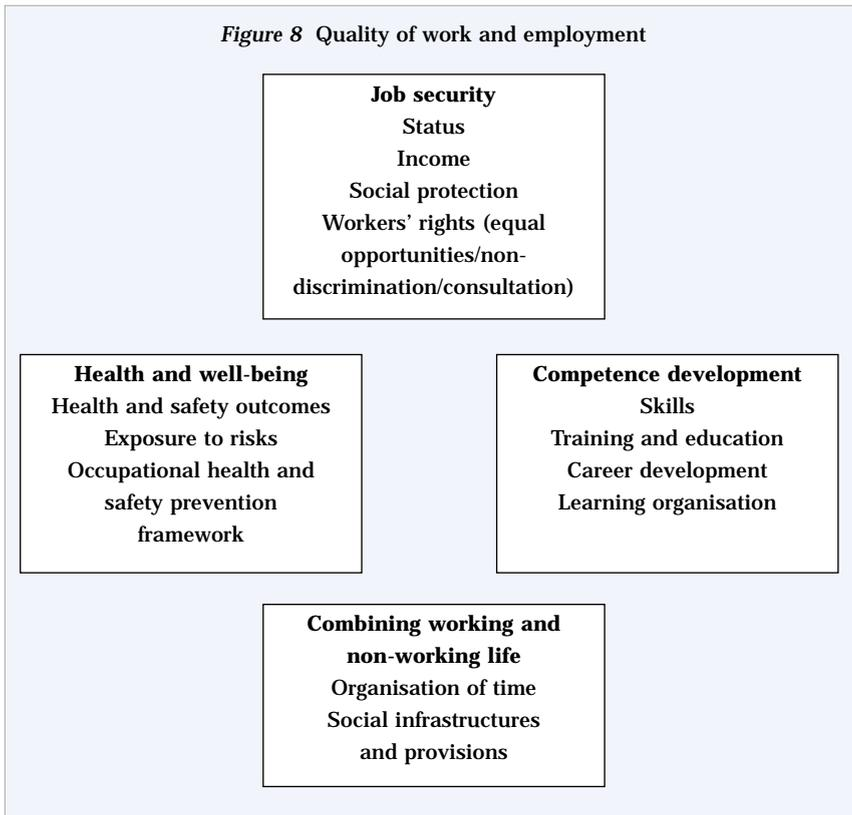 Figure 8 Quality of work and employment
Job security
Status
Income
Social protection
Workers’ rights (equal
opportunities/non-
discrimination/consultation)
Health and well-being
Health and safety outcomes
Exposure to risks
Occupational health and
safety prevention
framework
Competence development
Skills
Training and education
Career development
Learning organisation
Combining working and
non-working life
Organisation of time
Social infrastructures
and provisions